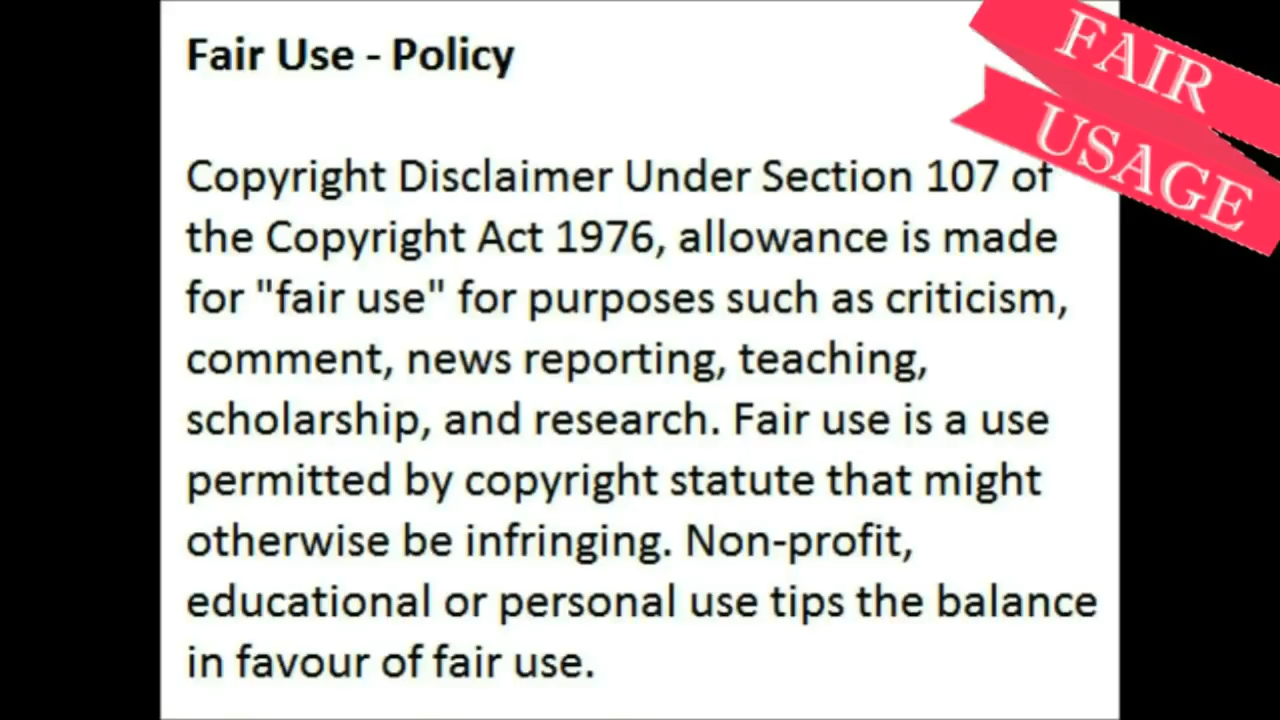 Fair Use - Policy
FAIR
USAGE
Copyright Disclaimer Under Section 107 of
the Copyright Act 1976, allowance is made
for "fair use" for purposes such as criticism,
comment, news reporting, teaching,
scholarship, and research. Fair use is a use
permitted by copyright statute that might
otherwise be infringing. Non-profit,
educational or personal use tips the balance
in favour of fair use.